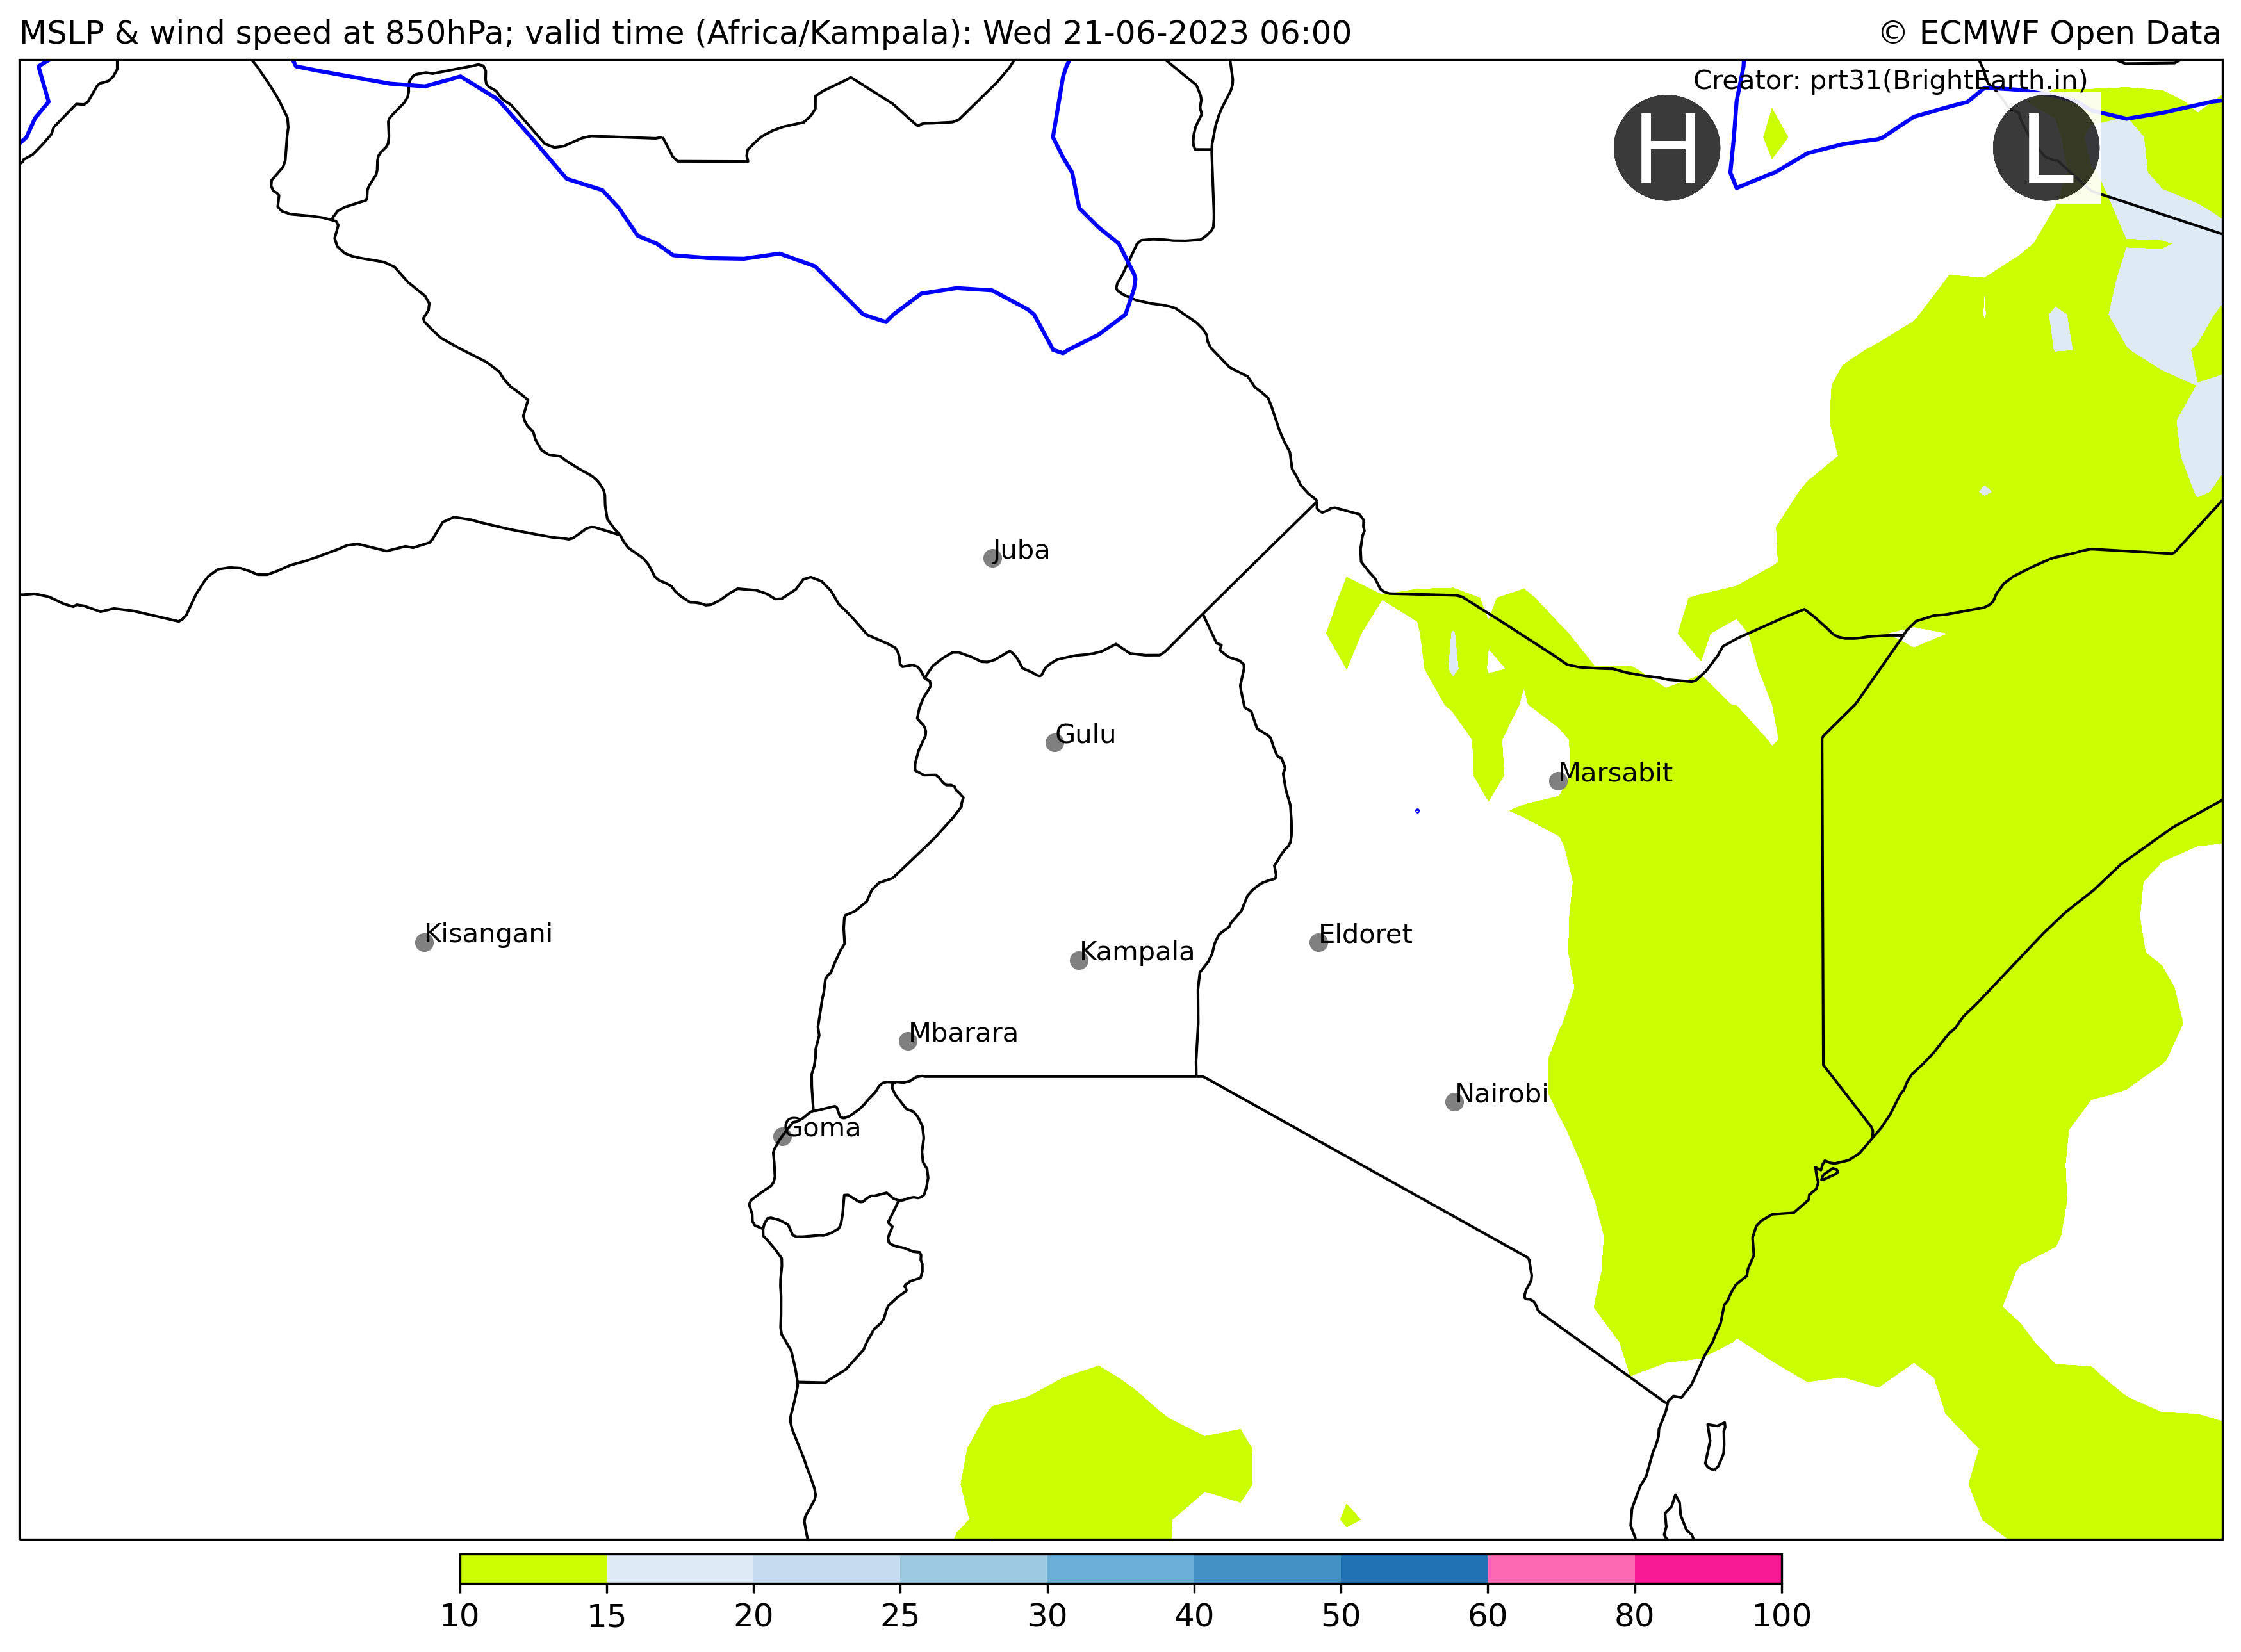 MSLP & wind speed at 850hPa; valid time (Africa/Kampala): Wed 21-06-2023 06:00
© ECMWF Open Data
Creator: prt31(BrightEarth.in)
H
L
Juba
Gulu
Marsabit
Kisangani
Eldoret
Kampala
Mbarara
Nairobi
Goma
10 15 20 25 30 40 50 60 80 100